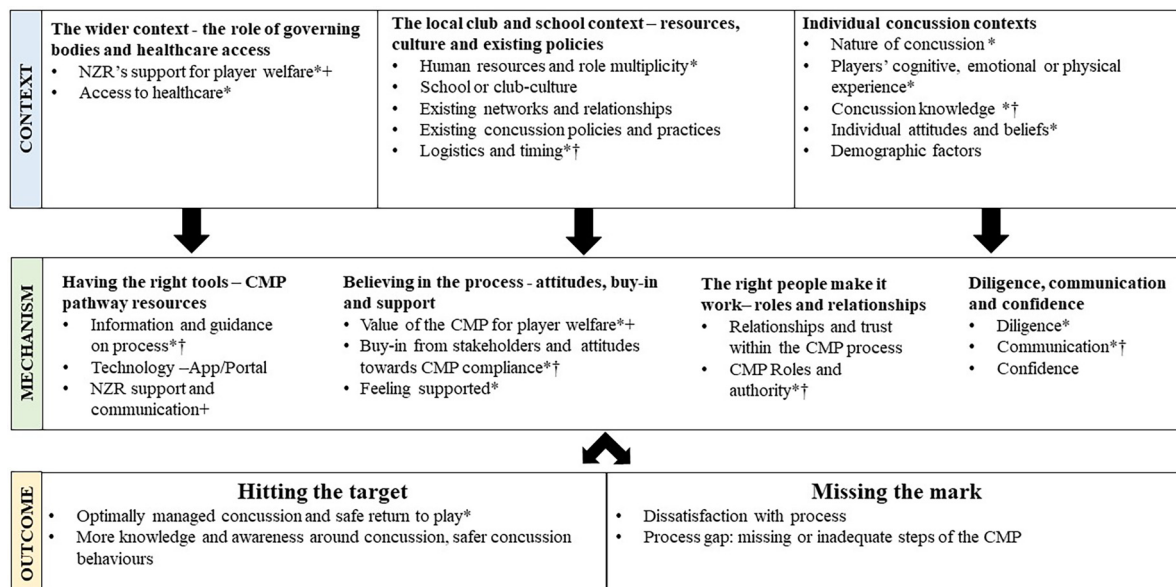 CONTEXT
The wider context - the role of governing
bodies and healthcare access
• NZR's support for player welfare*+
• Access to healthcare*
The local club and school context – resources,
culture and existing policies
• Human resources and role multiplicity*
• School or club-culture
• Existing networks and relationships
• Existing concussion policies and practices
• Logistics and timing*†
Individual concussion contexts
• Nature of concussion*
• Players' cognitive, emotional or physical
experience*
• Concussion knowledge *†
• Individual attitudes and beliefs*
• Demographic factors
MECHANISM
Having the right tools – CMP
pathway resources
• Information and guidance
on process*†
• Technology –App/Portal
• NZR support and
communication+
Believing in the process - attitudes, buy-in
and support
• Value of the CMP for player welfare*+
• Buy-in from stakeholders and attitudes
towards CMP compliance*†
• Feeling supported*
The right people make it
work– roles and relationships
• Relationships and trust
within the CMP process
• CMP Roles and
authority*†
Diligence, communication
and confidence
• Diligence*
• Communication*†
• Confidence
OUTCOME
Hitting the target
• Optimally managed concussion and safe return to play*
• More knowledge and awareness around concussion, safer concussion
behaviours
Missing the mark
• Dissatisfaction with process
• Process gap: missing or inadequate steps of the CMP